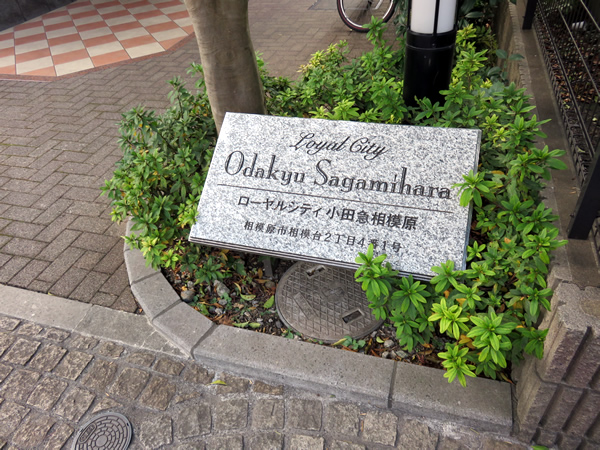 Loyal City
Odakyu Sagamihara
ローヤルシティ小田急相模原
相模原市相模台2丁目4番1号